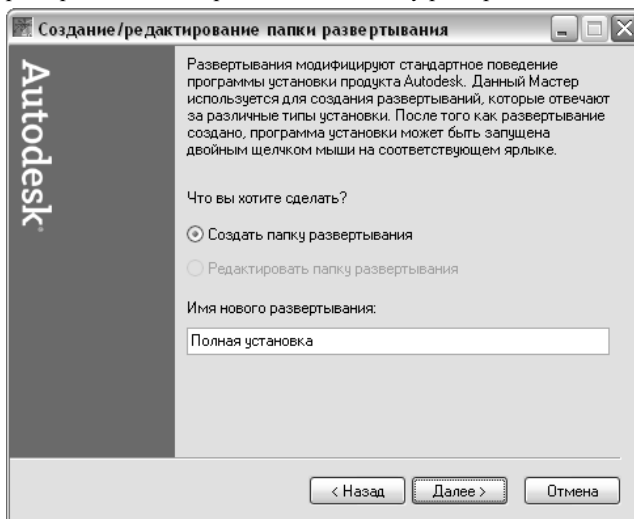 Создание/редактирование папки развертывания
Autodesk
Развертывания модифицируют стандартное поведение
программы установки продукта Autodesk. Данный Мастер
используется для создания развертываний, которые отвечают
за различные типы установки. После того как развертывание
создано, программа установки может быть запущена
двойным щелчком мыши на соответствующем ярлыке.
Что вы хотите сделать?
Создать папку развертывания
Редактировать папку развертывания
Имя нового развертывания:
Полная установка
< Назад
Далее >
Отмена